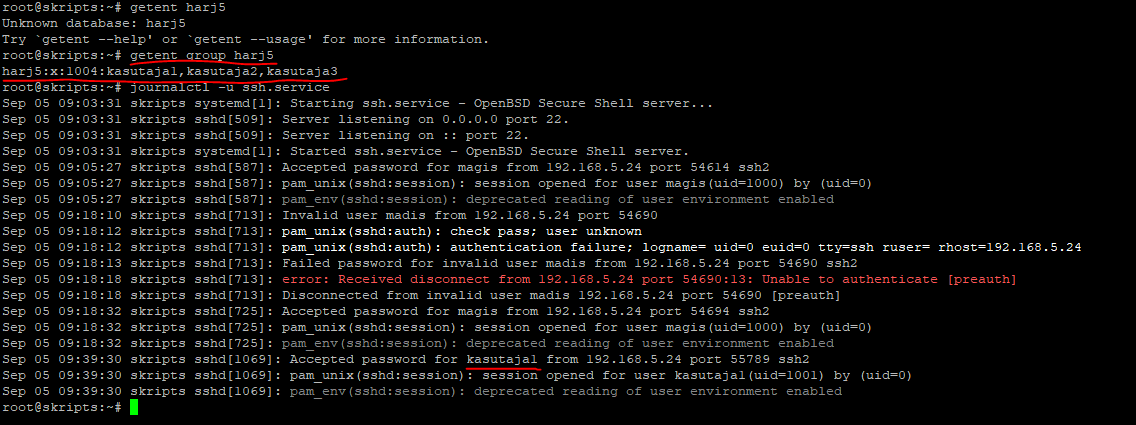 root@skripts:~# getent harj5
Unknown database: harj5
Try `getent --help' or `getent --usage' for more information.
root@skripts:~# getent group harj5
harj5:x:1004:kasutaja1,kasutaja2,kasutaja3
root@skripts:~# journalctl -u ssh.service
Sep 05 09:03:31 skripts systemd[1]: Starting ssh.service - OpenBSD Secure Shell server...
Sep 05 09:03:31 skripts sshd[509]: Server listening on 0.0.0.0 port 22.
Sep 05 09:03:31 skripts sshd[509]: Server listening on :: port 22.
Sep 05 09:03:31 skripts systemd[1]: Started ssh.service - OpenBSD Secure Shell server.
Sep 05 09:05:27 skripts sshd[587]: Accepted password for magis from 192.168.5.24 port 54614 ssh2
Sep 05 09:05:27 skripts sshd[587]: pam_unix(sshd:session): session opened for user magis(uid=1000) by (uid=0)
Sep 05 09:05:27 skripts sshd[587]: pam_env(sshd:session): deprecated reading of user environment enabled
Sep 05 09:18:10 skripts sshd[713]: Invalid user madis from 192.168.5.24 port 54690
Sep 05 09:18:12 skripts sshd[713]: pam_unix(sshd:auth): check pass; user unknown
Sep 05 09:18:12 skripts sshd[713]: pam_unix(sshd:auth): authentication failure; logname= uid=0 euid=0 tty=ssh ruser= rhost=192.168.5.24
Sep 05 09:18:13 skripts sshd[713]: Failed password for invalid user madis from 192.168.5.24 port 54690 ssh2
Sep 05 09:18:18 skripts sshd[713]: error: Received disconnect from 192.168.5.24 port 54690:13: Unable to authenticate [preauth]
Sep 05 09:18:18 skripts sshd[713]: Disconnected from invalid user madis 192.168.5.24 port 54690 [preauth]
Sep 05 09:18:32 skripts sshd[725]: Accepted password for magis from 192.168.5.24 port 54694 ssh2
Sep 05 09:18:32 skripts sshd[725]: pam_unix(sshd:session): session opened for user magis(uid=1000) by (uid=0)
Sep 05 09:18:32 skripts sshd[725]: pam_env(sshd:session): deprecated reading of user environment enabled
Sep 05 09:39:30 skripts sshd[1069]: Accepted password for kasutaja1 from 192.168.5.24 port 55789 ssh2
Sep 05 09:39:30 skripts sshd[1069]: pam_unix(sshd:session): session opened for user kasutaja1(uid=1001) by (uid=0)
Sep 05 09:39:30 skripts sshd[1069]: pam_env(sshd:session): deprecated reading of user environment enabled
root@skripts:~#